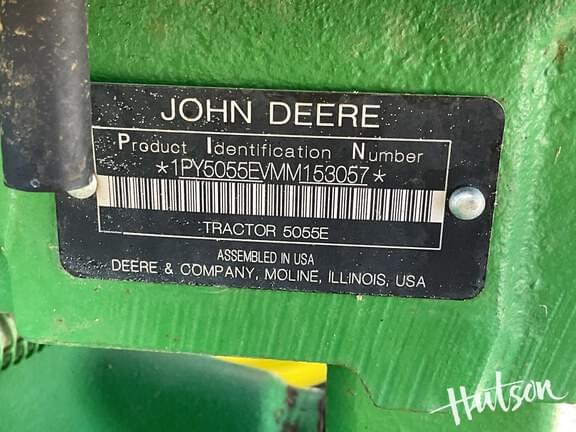 JOHN DEERE
Product Identification Number
*1PY5055EVMM153057*
TRACTOR 5055E
ASSEMBLED IN USA
DEERE & COMPANY, MOLINE, ILLINOIS, USA
Hutson